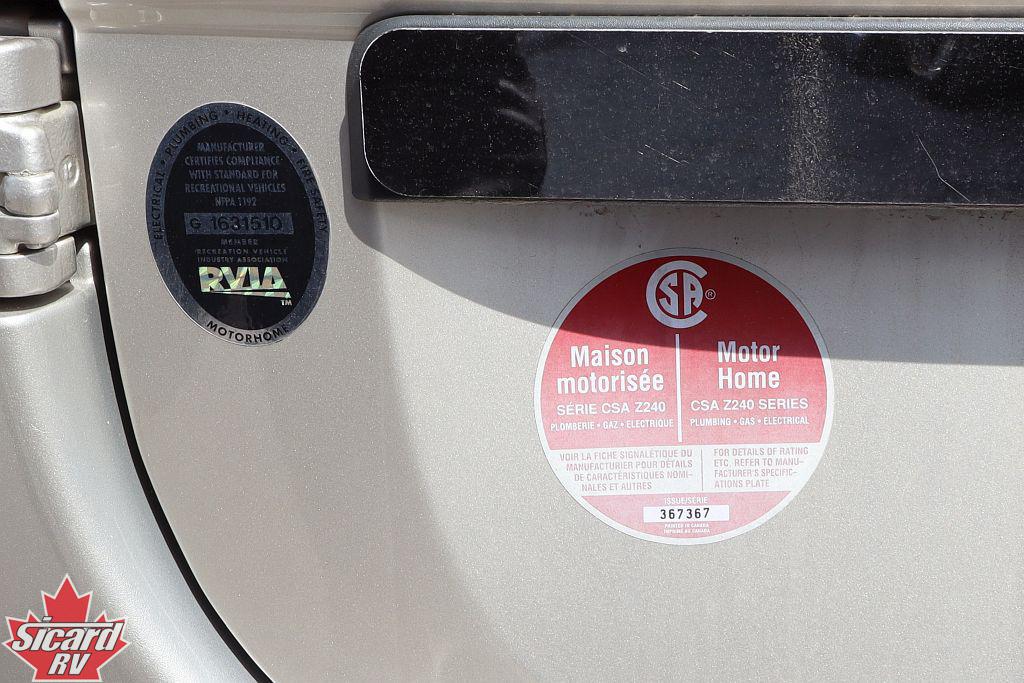 ELECTRICAL • PLUMBING • HEATING • FIRE SAFETY
MANUFACTURER
CERTIFIES COMPLIANCE
WITH STANDARD FOR
RECREATIONAL VEHICLES
NFPA 1192
G 1631510
MEMBER
RECREATION VEHICLE
INDUSTRY ASSOCIATION
RVIA
TM
MOTORHOME
CSA ®
Maison
motorisée
SÉRIE CSA Z240
PLOMBERIE • GAZ • ELECTRIQUE
Motor
Home
CSA Z240 SERIES
PLUMBING • GAS • ELECTRICAL
VOIR LA FICHE SIGNALÉTIQUE DU
MANUFACTURIER POUR DÉTAILS
DE CARACTÉRISTIQUES NOMI-
NALES ET AUTRES
FOR DETAILS OF RATING
ETC. REFER TO MANU-
FACTURER'S SPECIFIC-
ATIONS PLATE
ISSUE/SÉRIE
367367
PRINTED IN CANADA
IMPRIMÉ AU CANADA
Sicard
RV